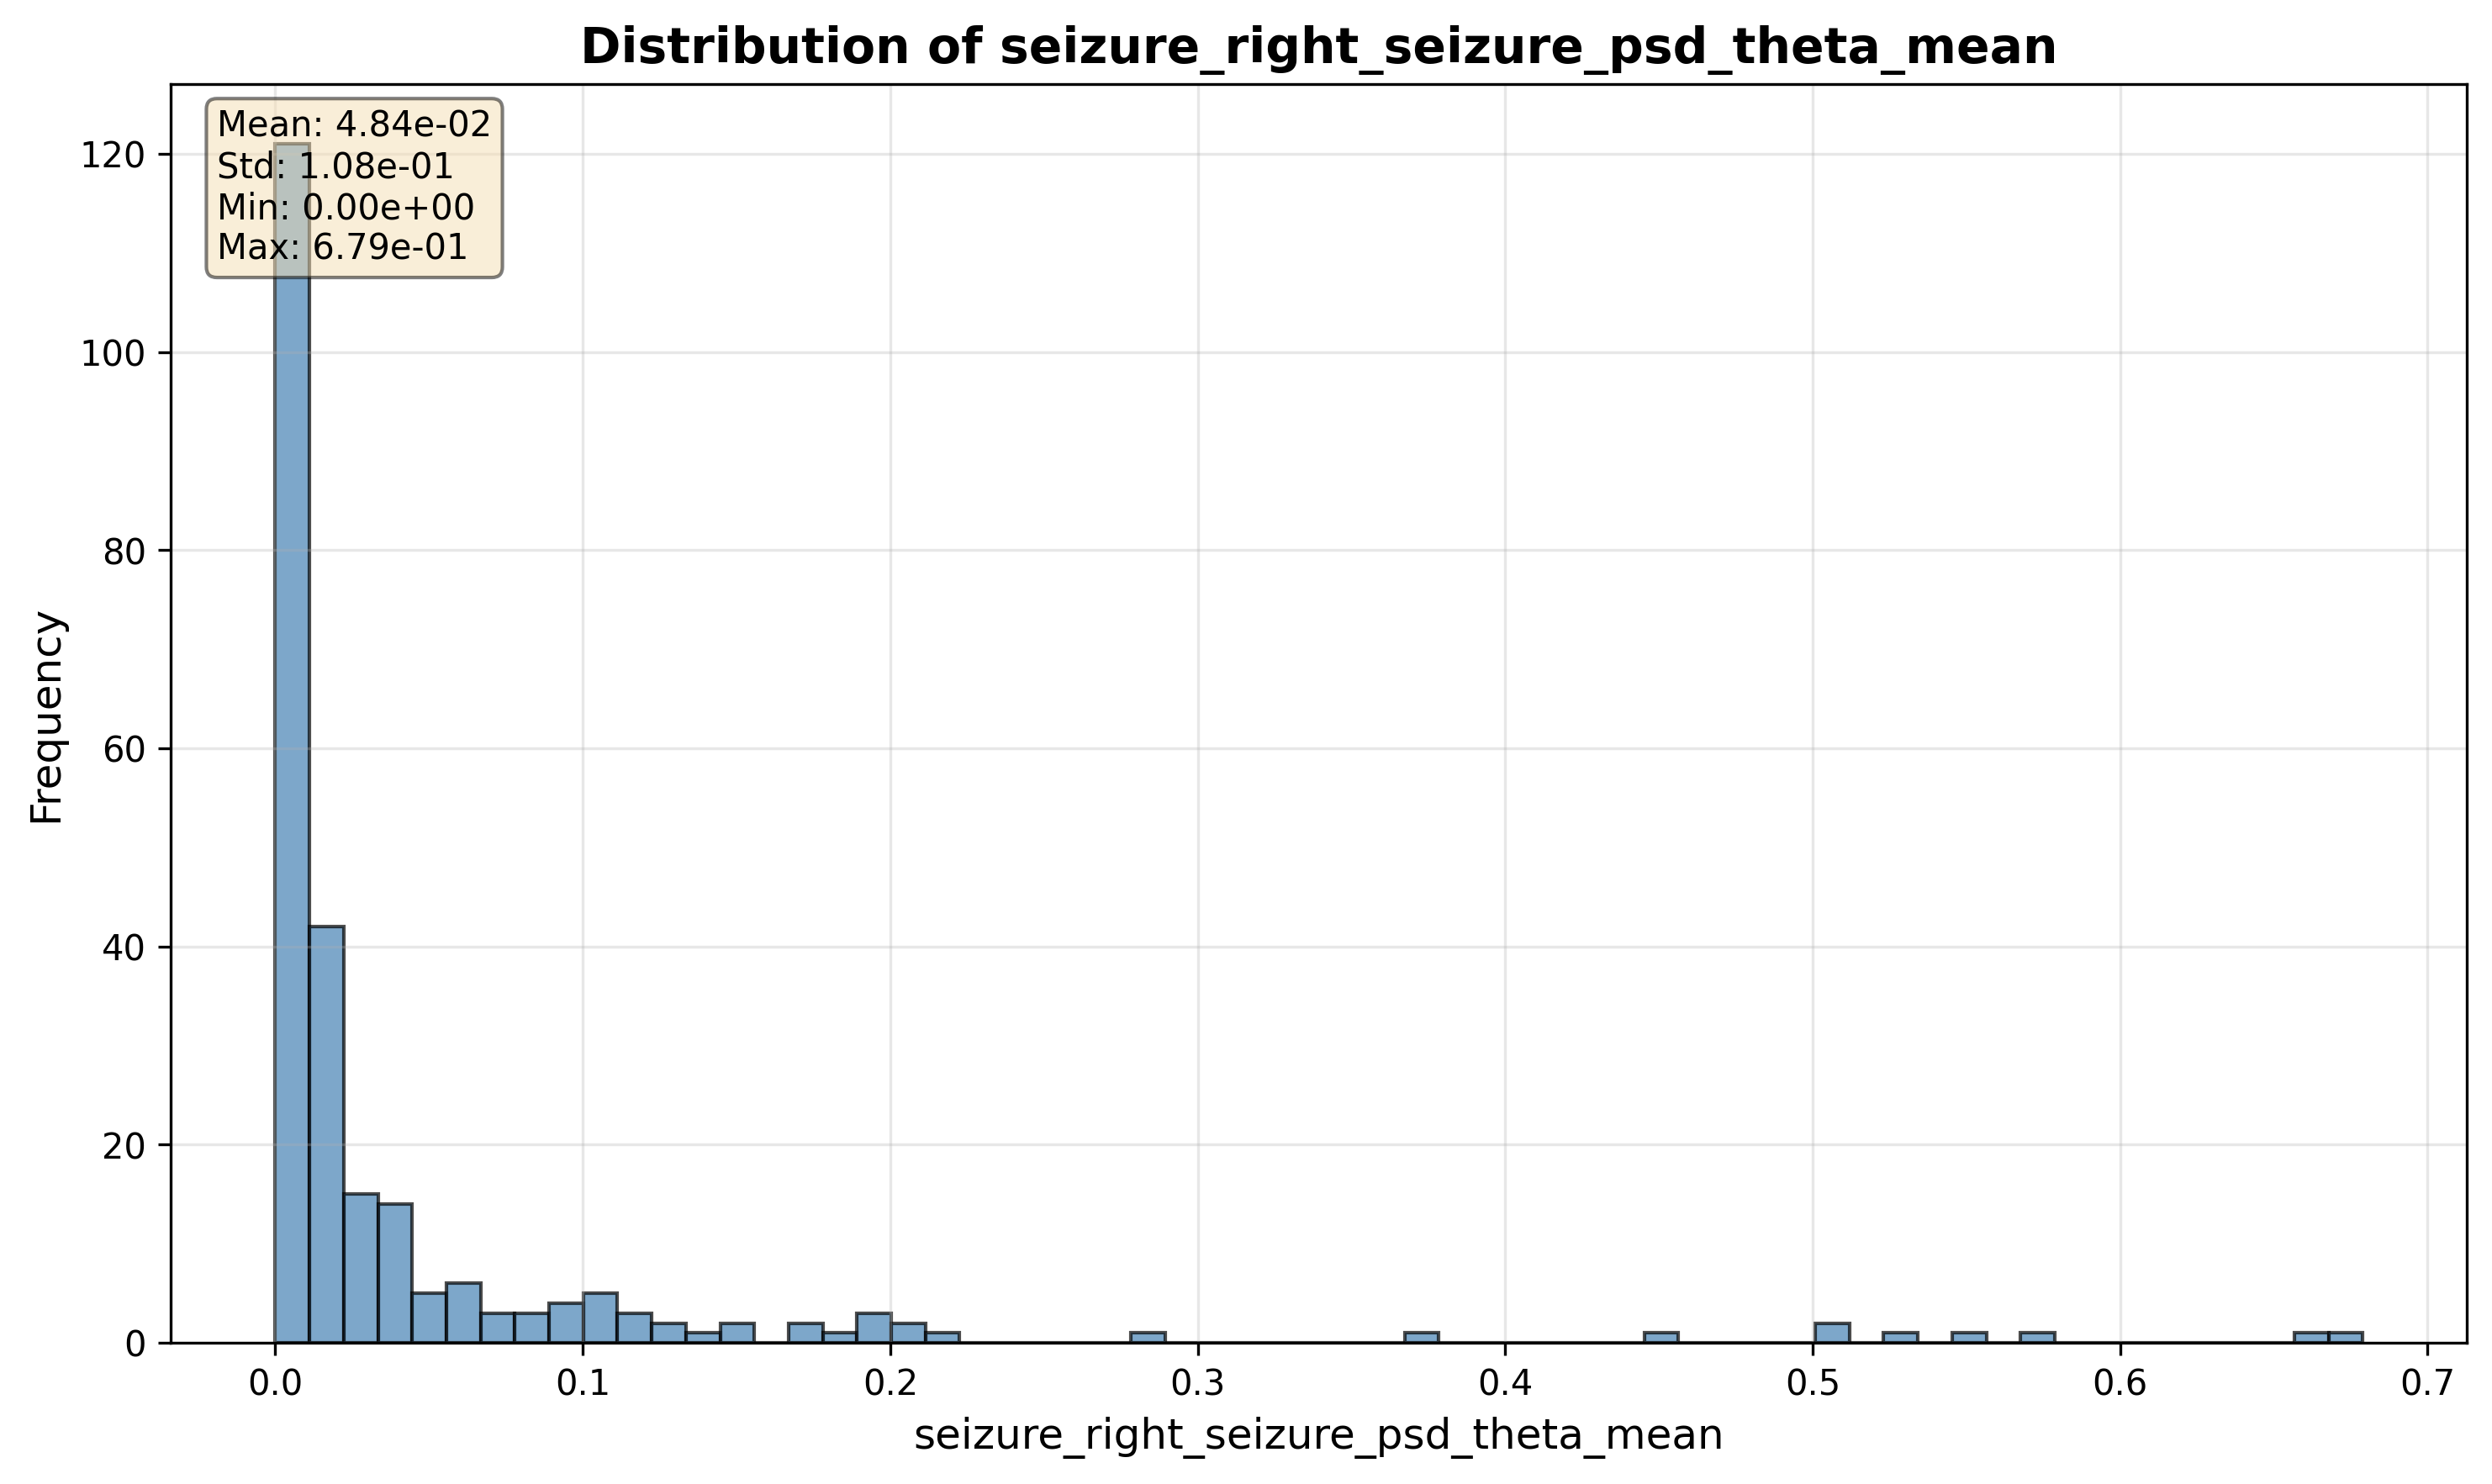 Distribution of seizure_right_seizure_psd_theta_mean
Mean: 4.84e-02
Std: 1.08e-01
Min: 0.00e+00
Max: 6.79e-01
120
100
80
60
40
20
0
Frequency
0.0 0.1 0.2 0.3 0.4 0.5 0.6 0.7
seizure_right_seizure_psd_theta_mean